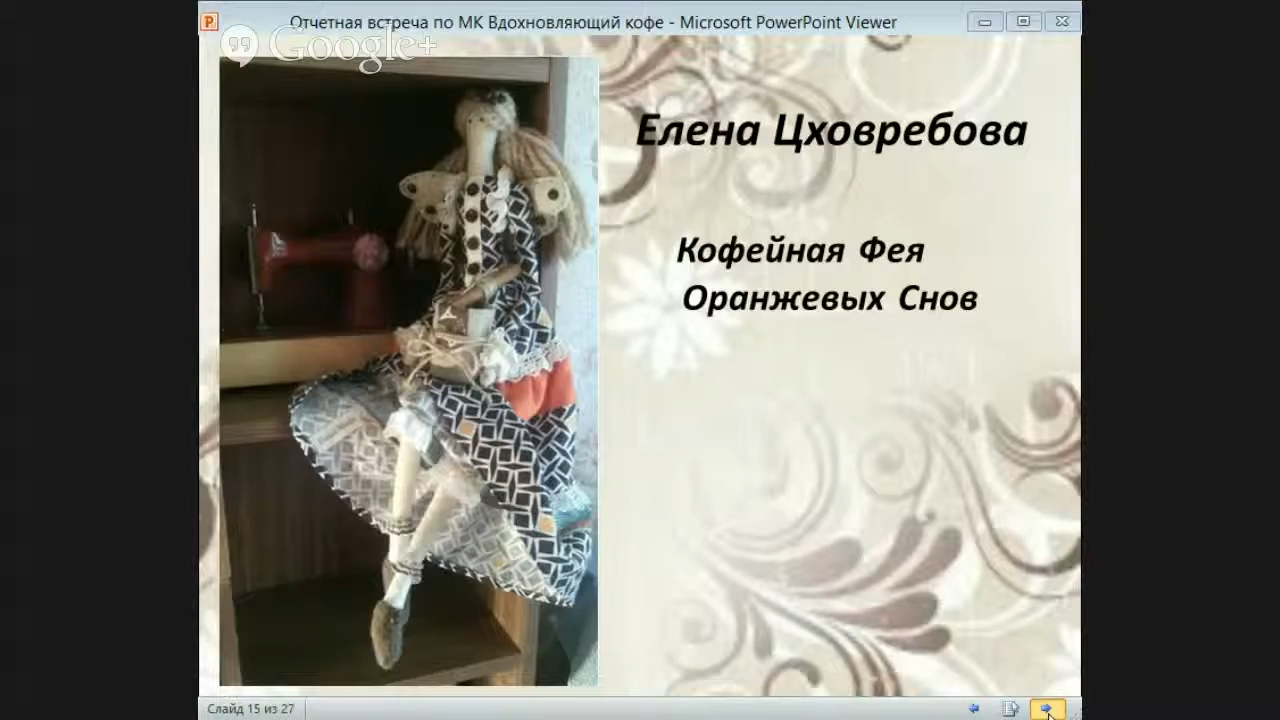 Отчетная встреча по МК Вдохновляющий кофе - Microsoft PowerPoint Viewer
Google+
Елена Цховребова
Кофейная Фея
Оранжевых Снов
Слайд 15 из 27